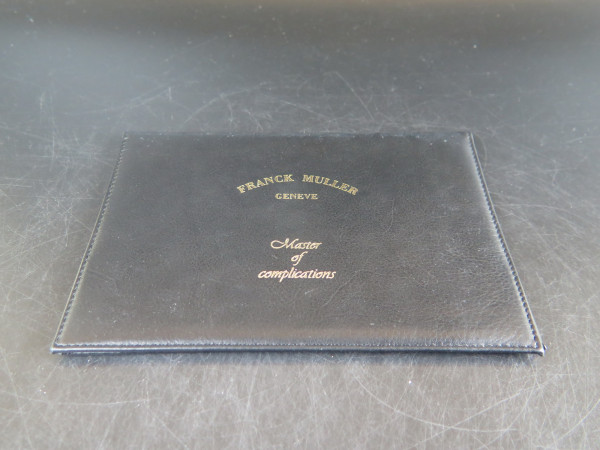 FRANCK MULLER
GENEVE
Master
of
complications